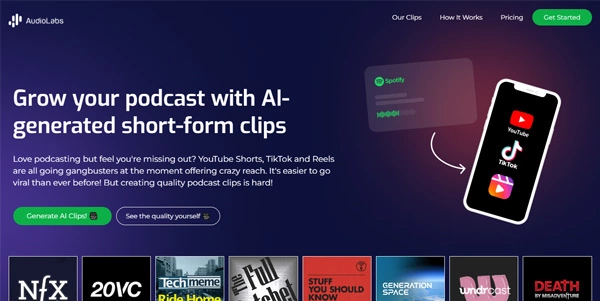 AudioLabs
Our Clips
How It Works
Pricing
Get Started
Spotify
YouTube
TikTok
Grow your podcast with AI-
generated short-form clips
Love podcasting but feel you're missing out? YouTube Shorts, TikTok and Reels
are all going gangbusters at the moment offering crazy reach. It's easier to go
viral than ever before! But creating quality podcast clips is hard!
Generate AI Clips!
See the quality yourself
NfX
20VC
Techmeme
Ride Home
the
Full
STUFF
YOU SHOULD
KNOW
GENERATION
SPACE
wndrcast
DEATH
BY MISADVENTURE